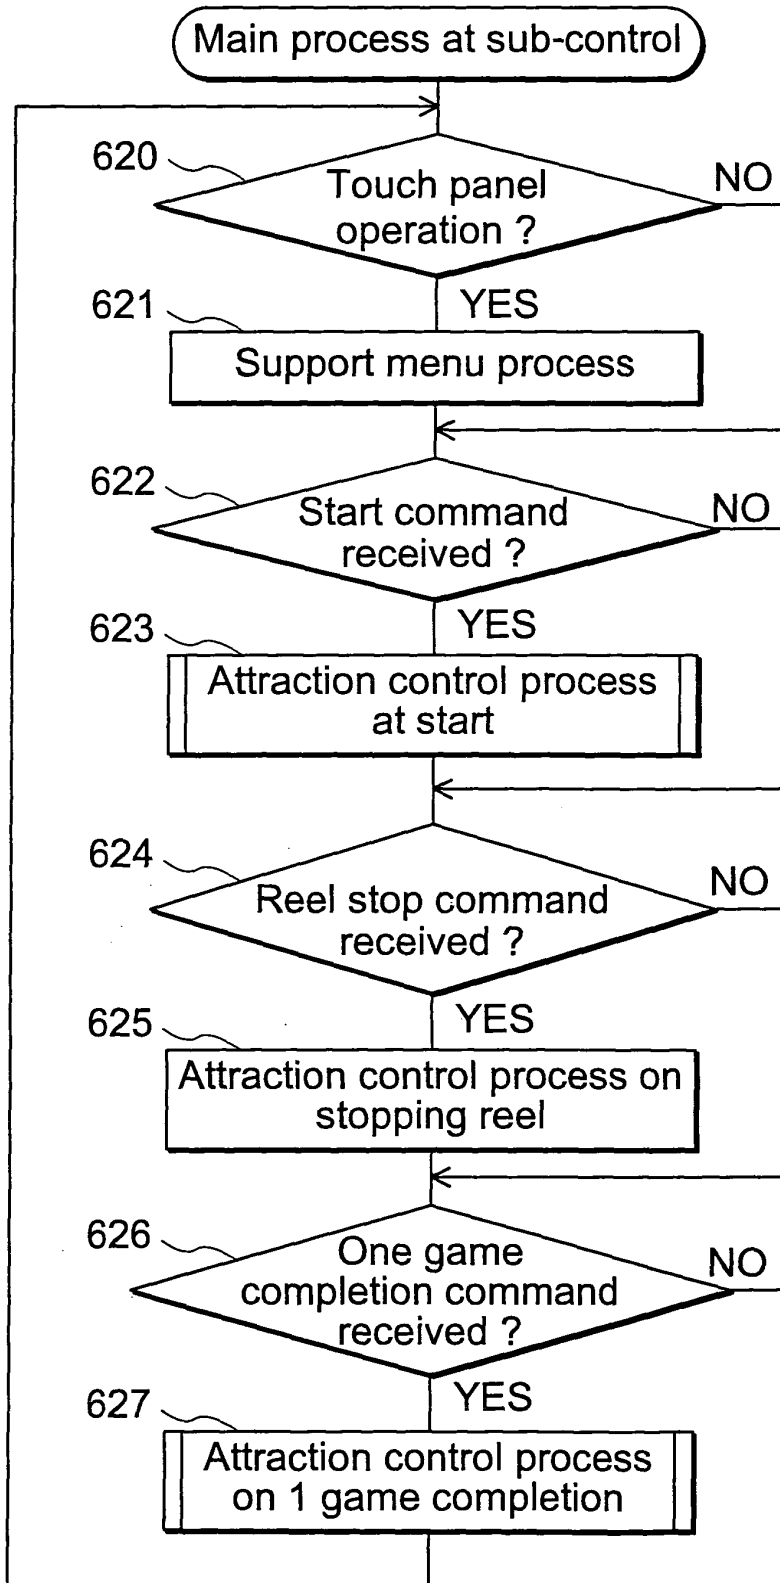 Main process at sub-control
620
Touch panel
operation ?
NO
YES
621
Support menu process
622
Start command
received ?
NO
YES
623
Attraction control process
at start
624
Reel stop command
received ?
NO
YES
625
Attraction control process on
stopping reel
626
One game
completion command
received ?
NO
YES
627
Attraction control process
on 1 game completion